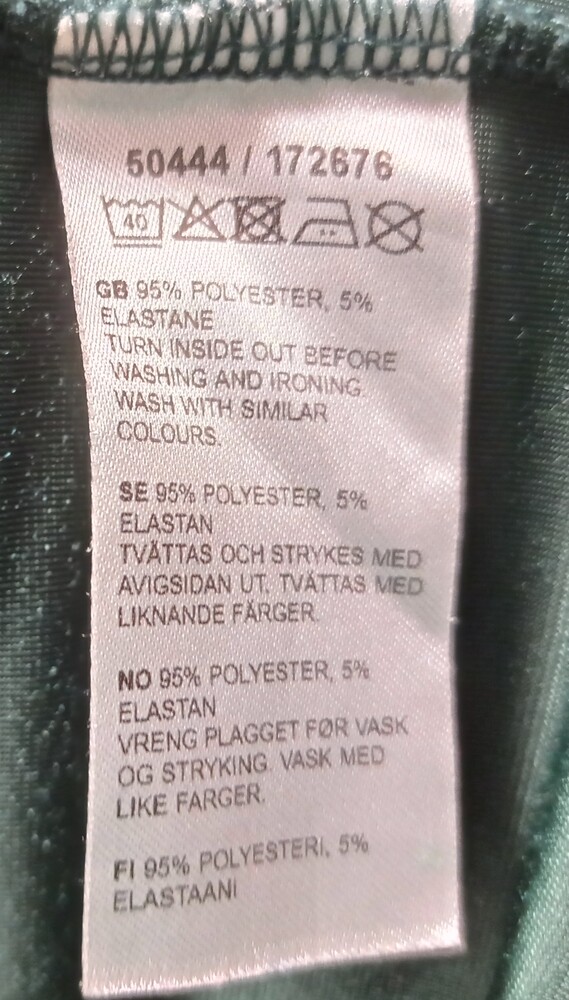 50444 / 172676
40
GB 95% POLYESTER, 5%
ELASTANE
TURN INSIDE OUT BEFORE
WASHING AND IRONING.
WASH WITH SIMILAR
COLOURS.
SE 95% POLYESTER, 5%
ELASTAN
TVÄTTAS OCH STRYKES MED
AVIGSIDAN UT. TVÄTTAS MED
LIKNANDE FÄRGER.
NO 95% POLYESTER, 5%
ELASTAN
VRENG PLAGGET FØR VASK
OG STRYKING. VASK MED
LIKE FARGER.
FI 95% POLYESTERI, 5%
ELASTAANI